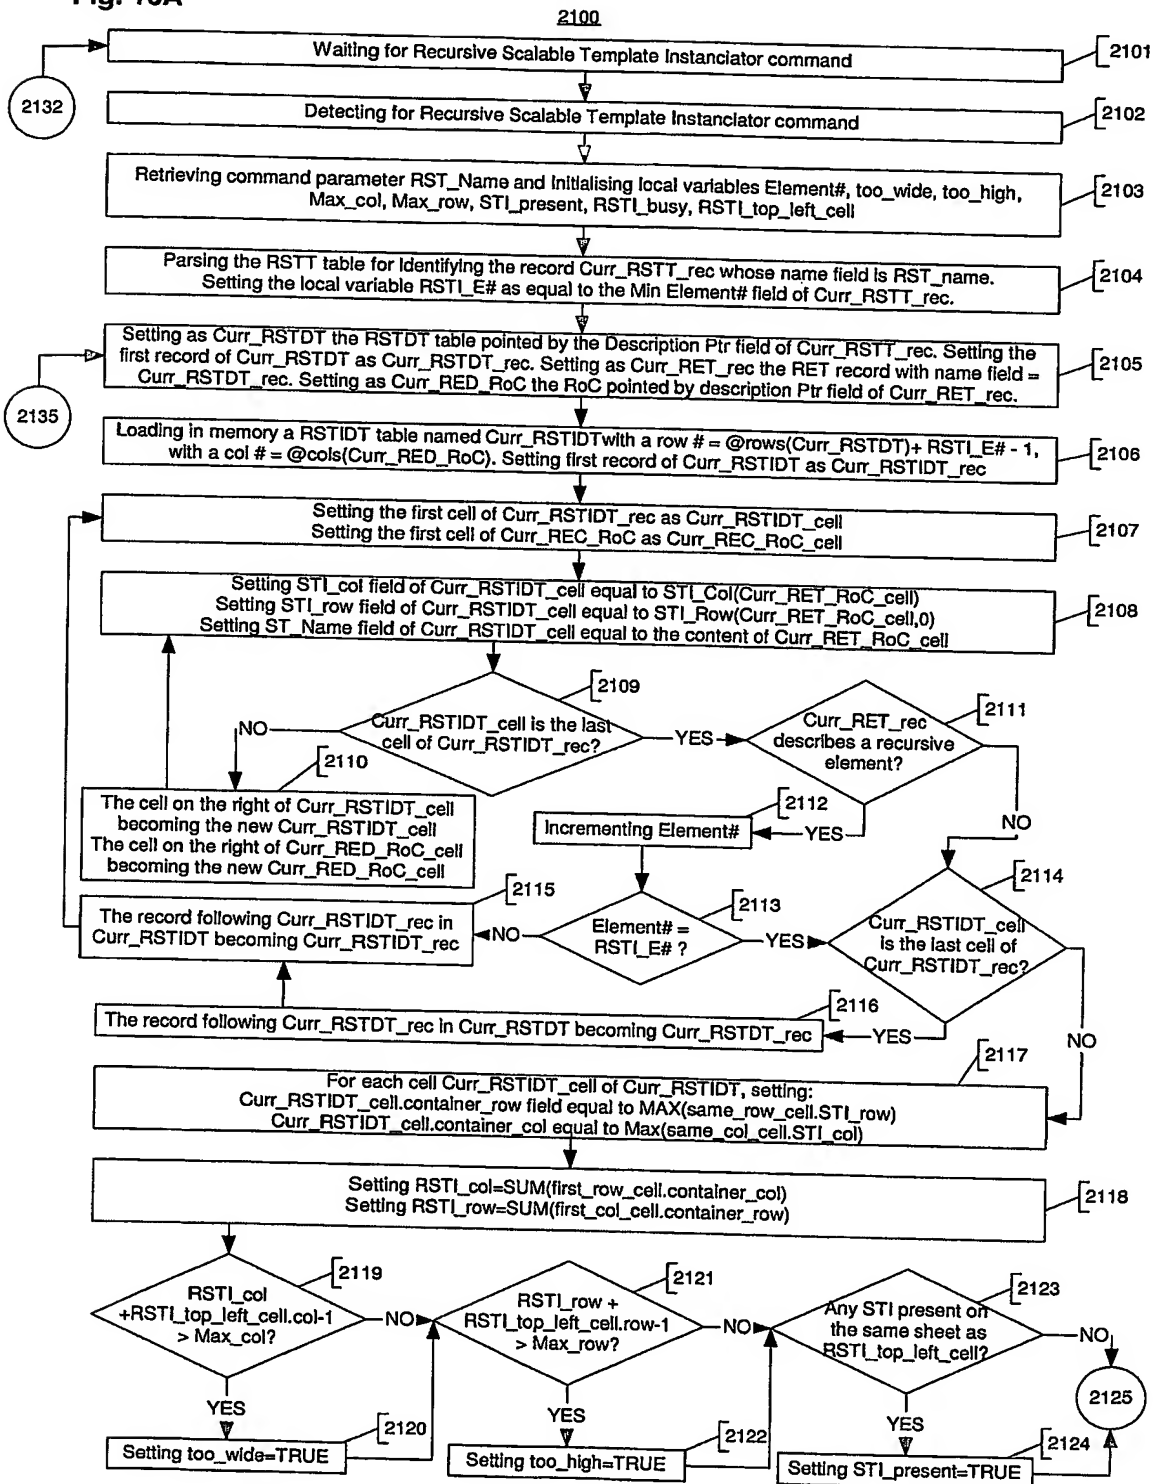 2100
Waiting for Recursive Scalable Template Instanciator command
2101
2132
Detecting for Recursive Scalable Template Instanciator command
2102
Retrieving command parameter RST_Name and Initialising local variables Element#, too_wide, too_high,
Max_col, Max_row, STI_present, RSTI_busy, RSTI_top_left_cell
2103
Parsing the RSTT table for Identifying the record Curr_RSTT_rec whose name field is RST_name.
Setting the local variable RSTI_E# as equal to the Min Element# field of Curr_RSTT_rec.
2104
Setting as Curr_RSTDT the RSTDT table pointed by the Description Ptr field of Curr_RSTT_rec. Setting the
first record of Curr_RSTDT as Curr_RSTDT_rec. Setting as Curr_RET_rec the RET record with name field =
Curr_RSTDT_rec. Setting as Curr_RED_RoC the RoC pointed by description Ptr field of Curr_RET_rec.
2105
2135
Loading in memory a RSTIDT table named Curr_RSTIDTwith a row # = @rows(Curr_RSTDT)+ RSTI_E# - 1,
with a col # = @cols(Curr_RED_RoC). Setting first record of Curr_RSTIDT as Curr_RSTIDT_rec
2106
Setting the first cell of Curr_RSTIDT_rec as Curr_RSTIDT_cell
Setting the first cell of Curr_REC_RoC as Curr_REC_RoC_cell
2107
Setting STI_col field of Curr_RSTIDT_cell equal to STI_Col(Curr_RET_RoC_cell)
Setting STI_row field of Curr_RSTIDT_cell equal to STI_Row(Curr_RET_RoC_cell,0)
Setting ST_Name field of Curr_RSTIDT_cell equal to the content of Curr_RET_RoC_cell
2108
2109
Curr_RSTIDT_cell is the last
cell of Curr_RSTIDT_rec?
NO
YES
2111
Curr_RET_rec
describes a recursive
element?
2110
The cell on the right of Curr_RSTIDT_cell
becoming the new Curr_RSTIDT_cell
The cell on the right of Curr_RED_RoC_cell
becoming the new Curr_RED_RoC_cell
2112
Incrementing Element#
YES
NO
2115
The record following Curr_RSTIDT_rec in
Curr_RSTIDT becoming Curr_RSTIDT_rec
NO
2113
Element# =
RSTI_E# ?
YES
2114
Curr_RSTIDT_cell
is the last cell of
Curr_RSTIDT_rec?
2116
The record following Curr_RSTDT_rec in Curr_RSTDT becoming Curr_RSTDT_rec
YES
NO
2117
For each cell Curr_RSTIDT_cell of Curr_RSTIDT, setting:
Curr_RSTIDT_cell.container_row field equal to MAX(same_row_cell.STI_row)
Curr_RSTIDT_cell.container_col equal to Max(same_col_cell.STI_col)
Setting RSTI_col=SUM(first_row_cell.container_col)
Setting RSTI_row=SUM(first_col_cell.container_row)
2118
2119
RSTI_col
+RSTI_top_left_cell.col-1
> Max_col?
NO
2121
RSTI_row +
RSTI_top_left_cell.row-1
> Max_row?
NO
2123
Any STI present on
the same sheet as
RSTI_top_left_cell?
NO
2125
YES
2120
Setting too_wide=TRUE
YES
2122
Setting too_high=TRUE
YES
2124
Setting STI_present=TRUE